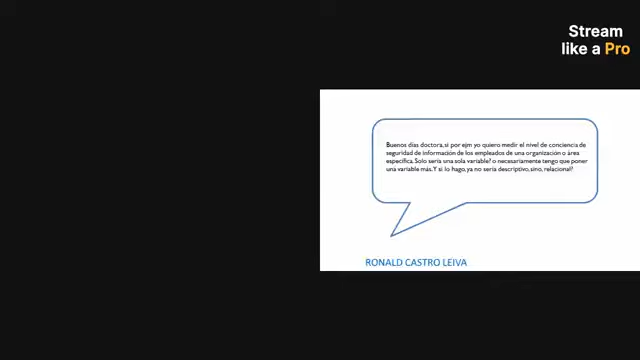 Stream
like a Pro
Buenos días doctora, si por ejm yo quiero medir el nivel de conciencia de
seguridad de información de los empleados de una organización o área
específica. Solo sería una sola variable? o necesariamente tengo que poner
una variable más. Y si lo hago, ya no sería descriptivo, sino, relacional?
RONALD CASTRO LEIVA